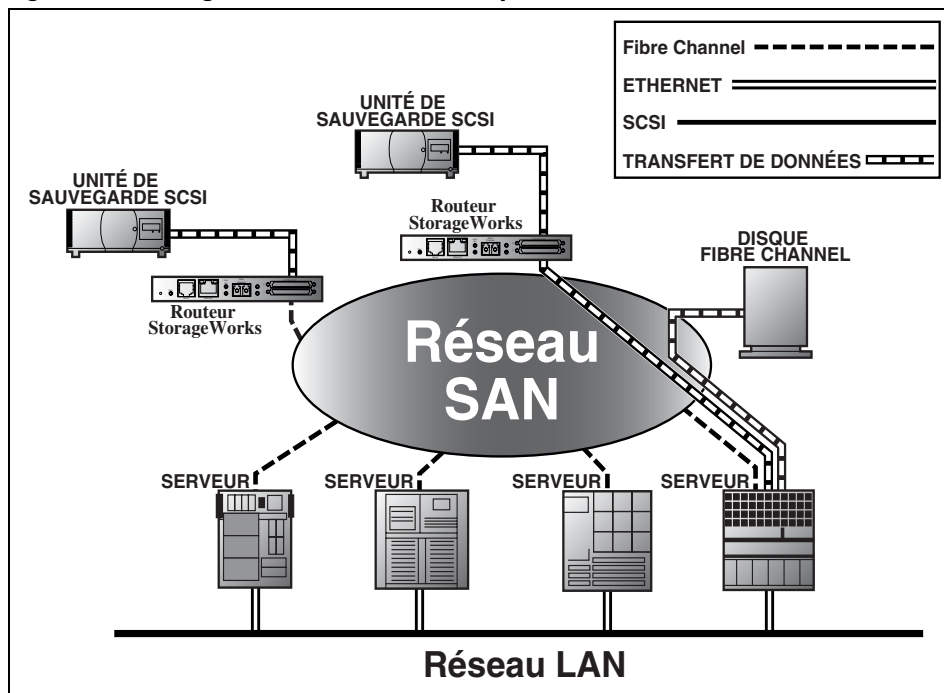 Fibre Channel
ETHERNET
SCSI
TRANSFERT DE DONNÉES
UNITÉ DE
SAUVEGARDE SCSI
UNITÉ DE
SAUVEGARDE SCSI
Routeur
StorageWorks
DISQUE
FIBRE CHANNEL
Routeur
StorageWorks
Réseau
SAN
SERVEUR
SERVEUR
SERVEUR
SERVEUR
Réseau LAN